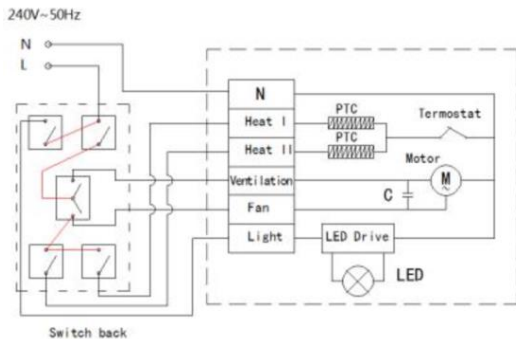 240V~50Hz
N
L
N
Heat I
Heat II
Ventilation
Fan
Light
PTC
PTC
Termostat
Motor
M
~
C
LED Drive
LED
Switch back